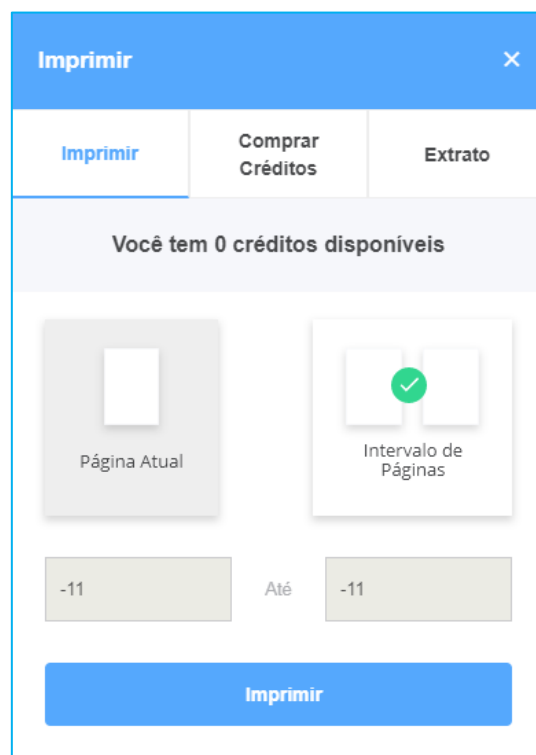 Imprimir
Imprimir
Comprar
Créditos
Extrato
Você tem 0 créditos disponíveis
Página Atual
Intervalo de
Páginas
-11
Até
-11
Imprimir